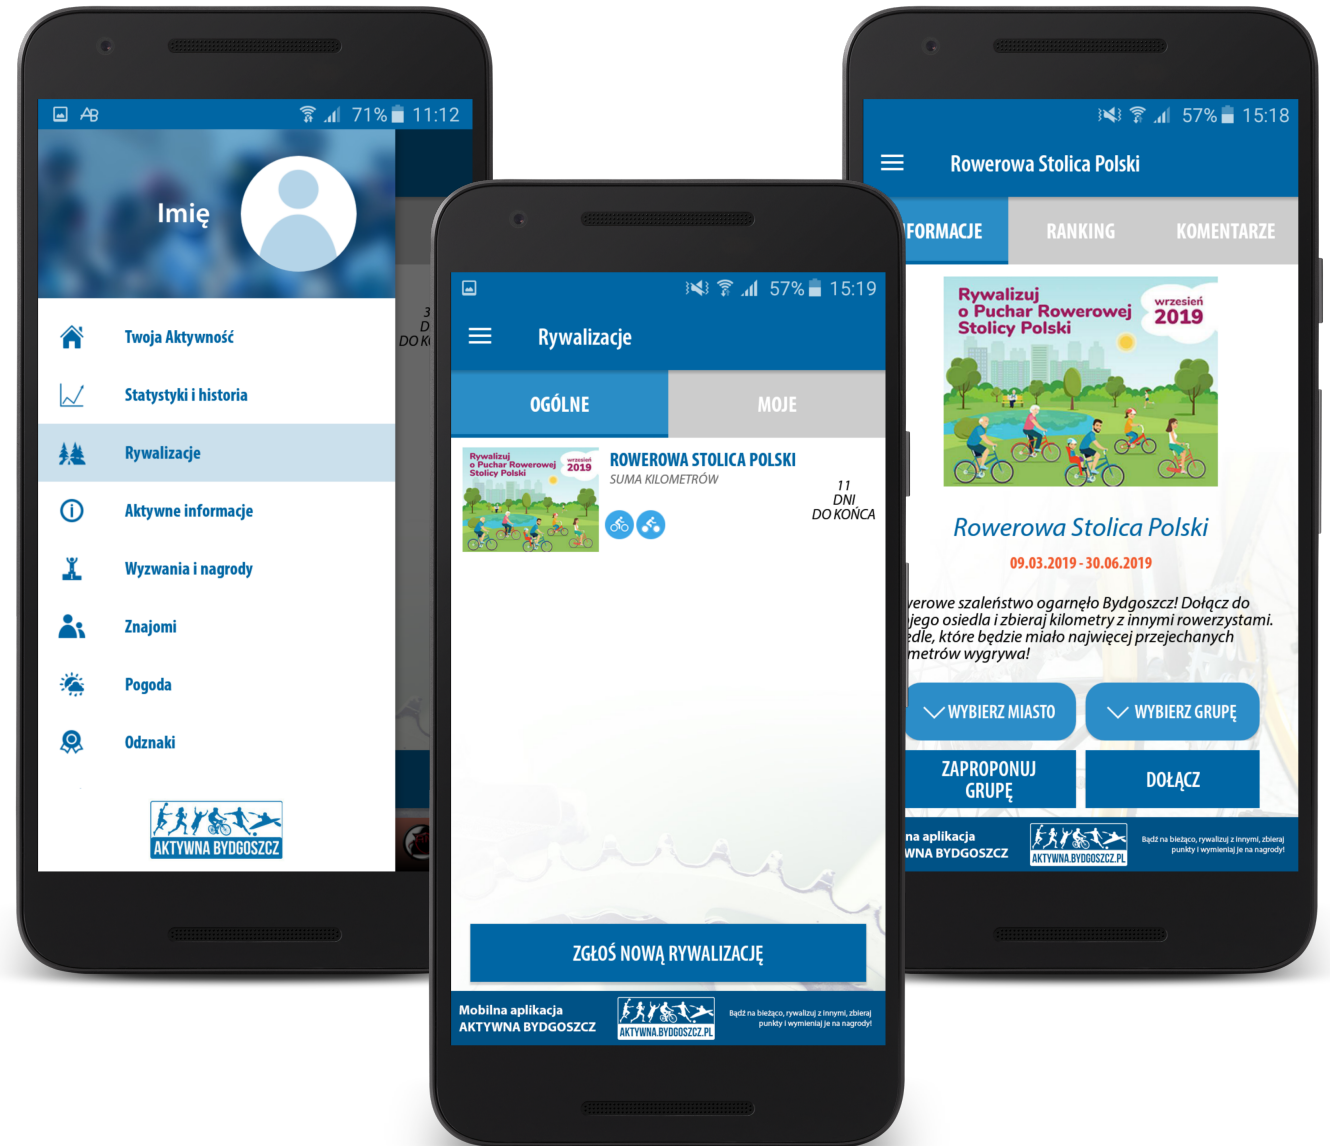 AB
71% 11:12
Imię
Twoja Aktywność
Statystyki i historia
Rywalizacje
Aktywne informacje
Wyzwania i nagrody
Znajomi
Pogoda
Odznaki
AKTYWNA BYDGOSZCZ
57% 15:19
Rywalizacje
OGÓLNE
MOJE
Rywalizuj
o Puchar Rowerowej
Stolicy Polski
wrzesień
2019
ROWEROWA STOLICA POLSKI
SUMA KILOMETRÓW
11
DNI
DO KOŃCA
ZGŁOŚ NOWĄ RYWALIZACJĘ
Mobilna aplikacja
AKTYWNA BYDGOSZCZ
AKTYWNA.BYDGOSZCZ.PL
Bądź na bieżąco, rywalizuj z innymi, zbieraj
punkty i wymieniaj je na nagrody!
57% 15:18
Rowerowa Stolica Polski
FORMACJE
RANKING
KOMENTARZE
Rywalizuj
o Puchar Rowerowej
Stolicy Polski
wrzesień
2019
Rowerowa Stolica Polski
09.03.2019 - 30.06.2019
werowe szaleństwo ogarnęło Bydgoszcz! Dołącz do
jego osiedla i zbieraj kilometry z innymi rowerzystami.
edle, które będzie miało najwięcej przejechanych
metrów wygrywa!
WYBIERZ MIASTO
WYBIERZ GRUPĘ
ZAPROPONUJ
GRUPĘ
DOŁĄCZ
na aplikacja
WNA BYDGOSZCZ
AKTYWNA.BYDGOSZCZ.PL
Bądź na bieżąco, rywalizuj z innymi, zbieraj
punkty i wymieniaj je na nagrody!